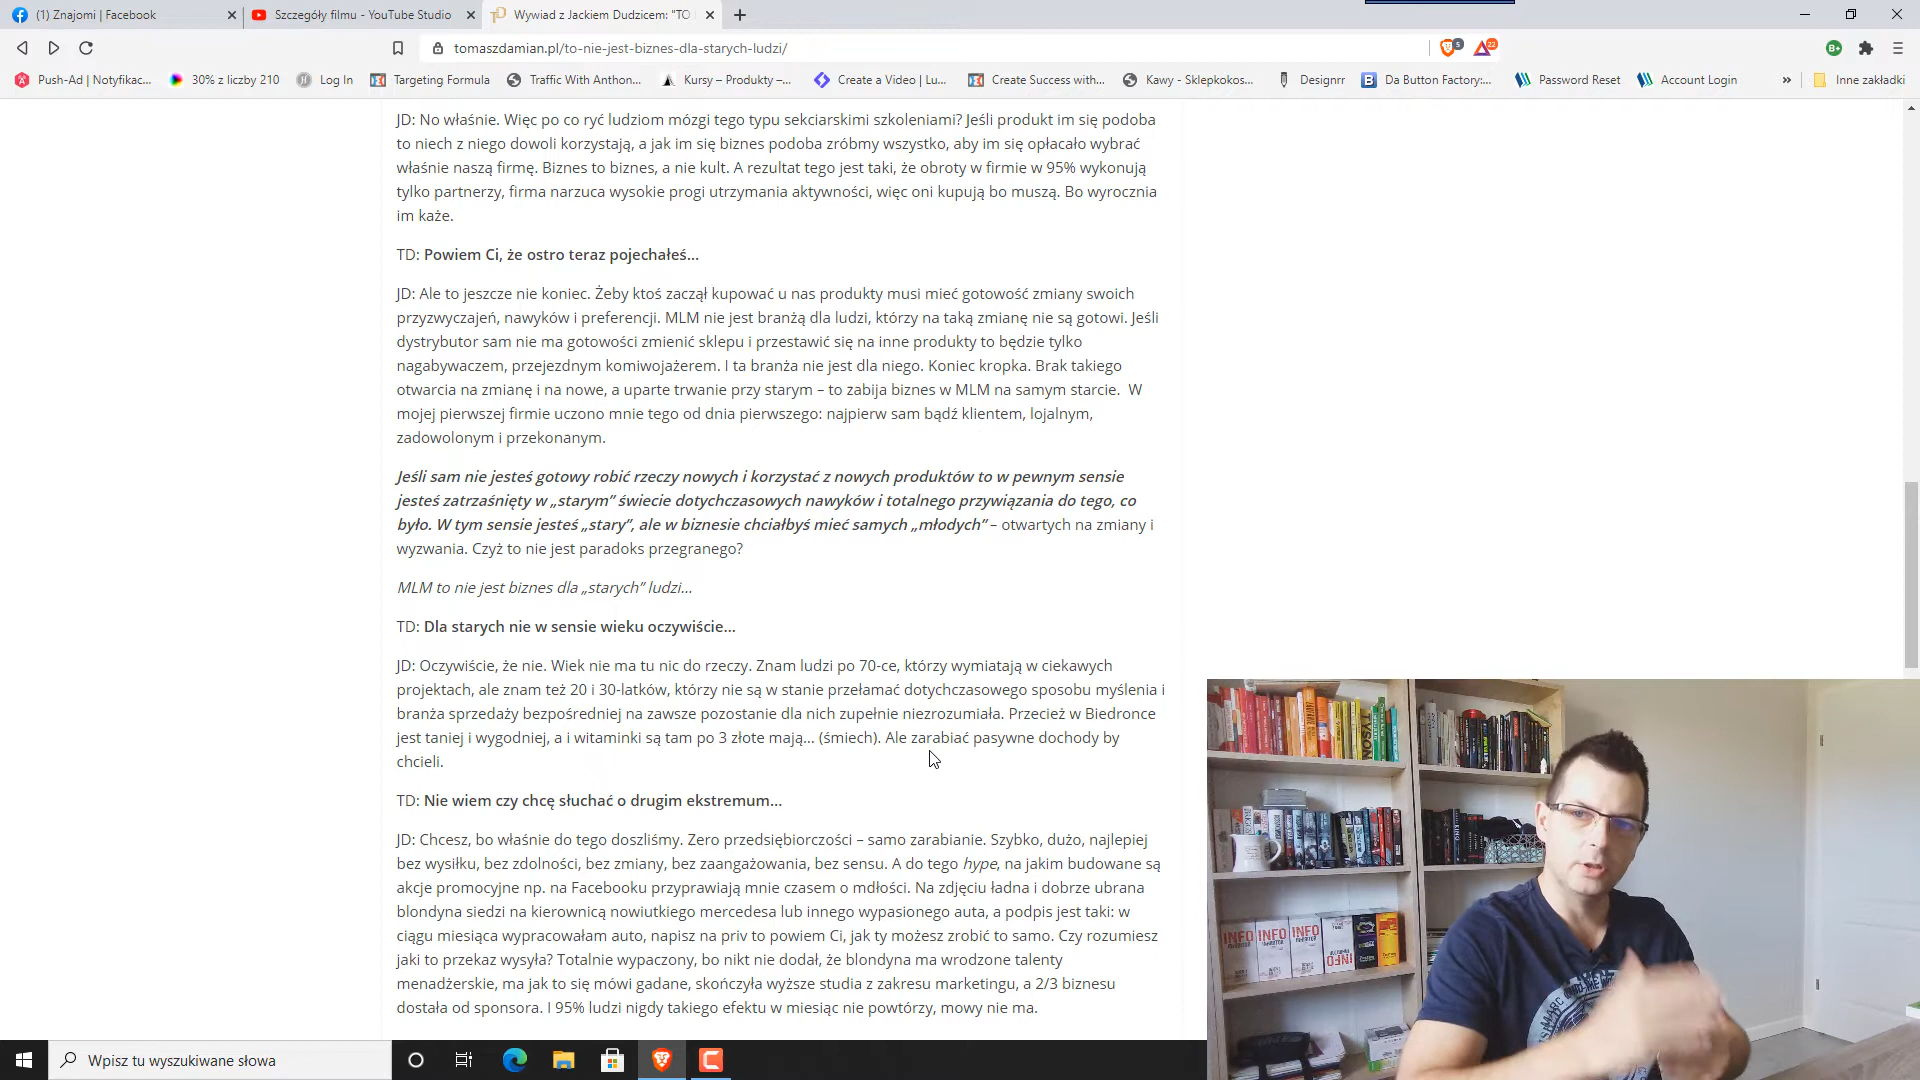 (1) Znajomi | Facebook
Szczegóły filmu - YouTube Studio
Wywiad z Jackiem Dudzicem: "TO
tomaszdamian.pl/to-nie-jest-biznes-dla-starych-ludzi/
5
22
B+
Push-Ad | Notyfikac...
30% z liczby 210
Log In
Targeting Formula
Traffic With Anthon...
Kursy – Produkty –...
Create a Video | Lu...
Create Success with...
Kawy - Sklepkokos...
Designrr
Da Button Factory:...
Password Reset
Account Login
»
Inne zakładki
JD: No właśnie. Więc po co ryć ludziom mózgi tego typu sekciarskimi szkoleniami? Jeśli produkt im się podoba
to niech z niego dowoli korzystają, a jak im się biznes podoba zróbmy wszystko, aby im się opłacało wybrać
właśnie naszą firmę. Biznes to biznes, a nie kult. A rezultat tego jest taki, że obroty w firmie w 95% wykonują
tylko partnerzy, firma narzuca wysokie progi utrzymania aktywności, więc oni kupują bo muszą. Bo wyrocznia
im każe.
TD: Powiem Ci, że ostro teraz pojechałeś...
JD: Ale to jeszcze nie koniec. Żeby ktoś zaczął kupować u nas produkty musi mieć gotowość zmiany swoich
przyzwyczajeń, nawyków i preferencji. MLM nie jest branżą dla ludzi, którzy na taką zmianę nie są gotowi. Jeśli
dystrybutor sam nie ma gotowości zmienić sklepu i przestawić się na inne produkty to będzie tylko
nagabywaczem, przejezdnym komiwojażerem. I ta branża nie jest dla niego. Koniec kropka. Brak takiego
otwarcia na zmianę i na nowe, a uparte trwanie przy starym – to zabija biznes w MLM na samym starcie.  W
mojej pierwszej firmie uczono mnie tego od dnia pierwszego: najpierw sam bądź klientem, lojalnym,
zadowolonym i przekonanym.
Jeśli sam nie jesteś gotowy robić rzeczy nowych i korzystać z nowych produktów to w pewnym sensie
jesteś zatrzaśnięty w „starym” świecie dotychczasowych nawyków i totalnego przywiązania do tego, co
było. W tym sensie jesteś „stary”, ale w biznesie chciałbyś mieć samych „młodych” – otwartych na zmiany i
wyzwania. Czyż to nie jest paradoks przegranego?
MLM to nie jest biznes dla „starych” ludzi...
TD: Dla starych nie w sensie wieku oczywiście...
JD: Oczywiście, że nie. Wiek nie ma tu nic do rzeczy. Znam ludzi po 70-ce, którzy wymiatają w ciekawych
projektach, ale znam też 20 i 30-latków, którzy nie są w stanie przełamać dotychczasowego sposobu myślenia i
branża sprzedaży bezpośredniej na zawsze pozostanie dla nich zupełnie niezrozumiała. Przecież w Biedronce
jest taniej i wygodniej, a i witaminki są tam po 3 złote mają... (śmiech). Ale zarabiać pasywne dochody by
chcieli.
TD: Nie wiem czy chcę słuchać o drugim ekstremum...
JD: Chcesz, bo właśnie do tego doszliśmy. Zero przedsiębiorczości – samo zarabianie. Szybko, dużo, najlepiej
bez wysiłku, bez zdolności, bez zmiany, bez zaangażowania, bez sensu. A do tego hype, na jakim budowane są
akcje promocyjne np. na Facebooku przyprawiają mnie czasem o mdłości. Na zdjęciu ładna i dobrze ubrana
blondyna siedzi na kierownicą nowiutkiego mercedesa lub innego wypasionego auta, a podpis jest taki: w
ciągu miesiąca wypracowałam auto, napisz na priv to powiem Ci, jak ty możesz zrobić to samo. Czy rozumiesz
jaki to przekaz wysyła? Totalnie wypaczony, bo nikt nie dodał, że blondyna ma wrodzone talenty
menadżerskie, ma jak to się mówi gadane, skończyła wyższe studia z zakresu marketingu, a 2/3 biznesu
dostała od sponsora. I 95% ludzi nigdy takiego efektu w miesiąc nie powtórzy, mowy nie ma.
INFO
INFO
INFO
INFO
Wpisz tu wyszukiwane słowa